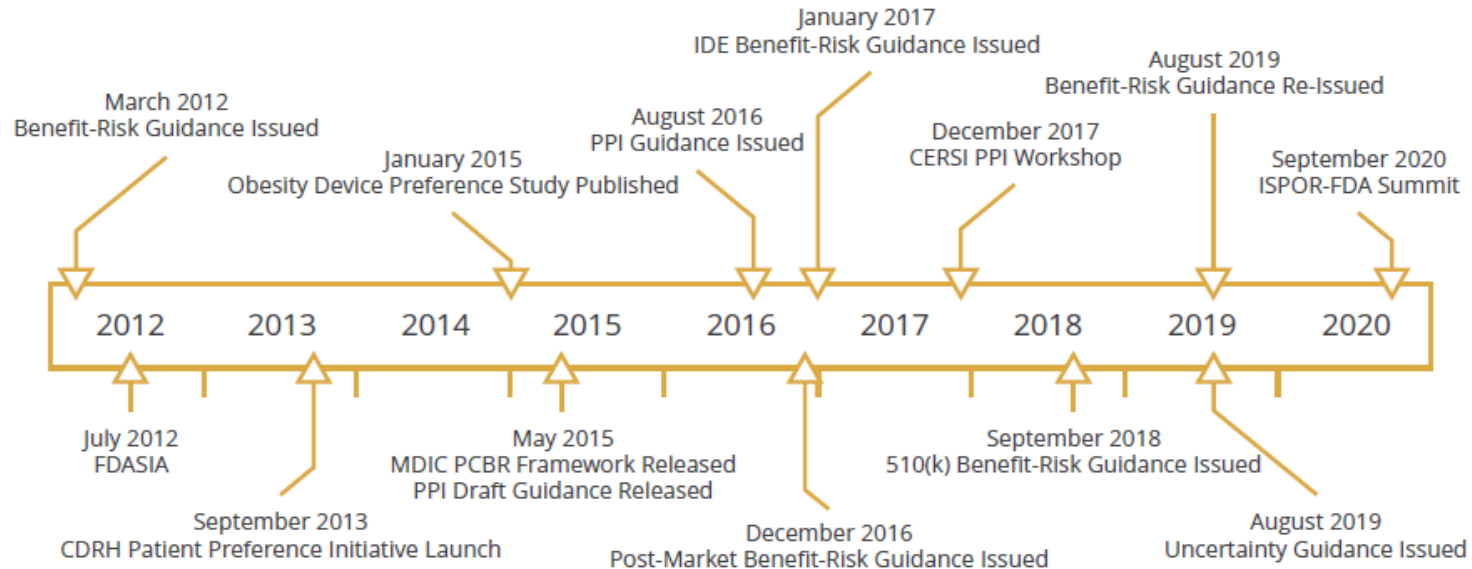 January 2017
IDE Benefit-Risk Guidance Issued
August 2019
Benefit-Risk Guidance Re-Issued
March 2012
Benefit-Risk Guidance Issued
August 2016
PPI Guidance Issued
December 2017
CERSI PPI Workshop
January 2015
Obesity Device Preference Study Published
September 2020
ISPOR-FDA Summit
2012 2013 2014 2015 2016 2017 2018 2019 2020
July 2012
FDASIA
May 2015
MDIC PCBR Framework Released
PPI Draft Guidance Released
September 2018
510(k) Benefit-Risk Guidance Issued
September 2013
CDRH Patient Preference Initiative Launch
December 2016
Post-Market Benefit-Risk Guidance Issued
August 2019
Uncertainty Guidance Issued